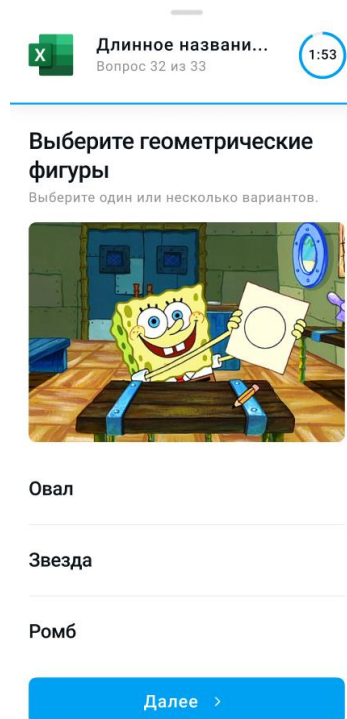 Длинное названи...
Вопрос 32 из 33
1:53
Выберите геометрические
фигуры
Выберите один или несколько вариантов.
Овал
Звезда
Ромб
Далее